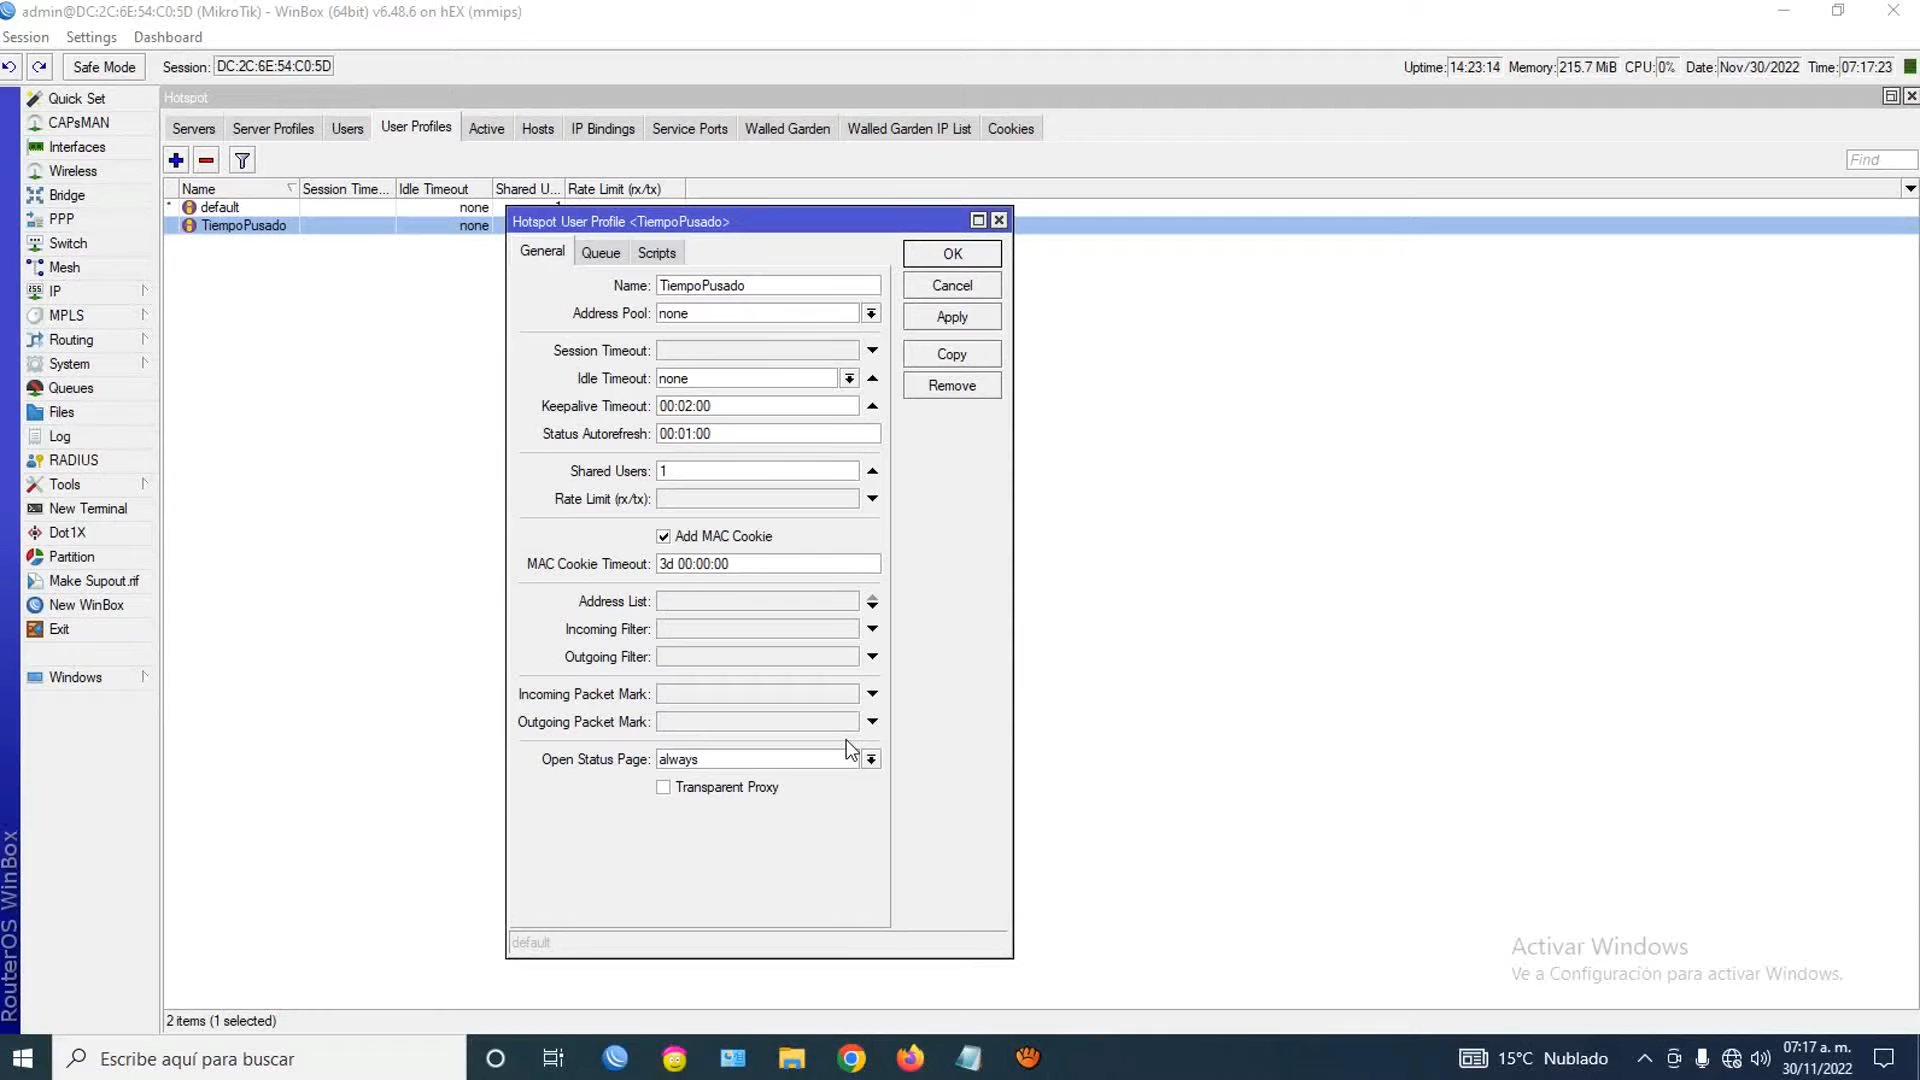 admin@DC:2C:6E:54:C0:5D (MikroTik) - WinBox (64bit) v6.48.6 on hEX (mmips)
Session Settings Dashboard
Safe Mode Session: DC:2C:6E:54:C0:5D Uptime: 14:23:14 Memory: 215.7 MiB CPU: 0% Date: Nov/30/2022 Time: 07:17:23
Quick Set
CAPsMAN
Interfaces
Wireless
Bridge
PPP
Switch
Mesh
IP
MPLS
Routing
System
Queues
Files
Log
RADIUS
Tools
New Terminal
Dot1X
Partition
Make Supout.rif
New WinBox
Exit
Windows
RouterOS WinBox
Hotspot
Servers Server Profiles Users User Profiles Active Hosts IP Bindings Service Ports Walled Garden Walled Garden IP List Cookies
Find
Name Session Time... Idle Timeout Shared U... Rate Limit (rx/tx)
* default none 1
TiempoPusado none
Hotspot User Profile <TiempoPusado>
General Queue Scripts
Name: TiempoPusado
Address Pool: none
Session Timeout:
Idle Timeout: none
Keepalive Timeout: 00:02:00
Status Autorefresh: 00:01:00
Shared Users: 1
Rate Limit (rx/tx):
Add MAC Cookie
MAC Cookie Timeout: 3d 00:00:00
Address List:
Incoming Filter:
Outgoing Filter:
Incoming Packet Mark:
Outgoing Packet Mark:
Open Status Page: always
Transparent Proxy
OK
Cancel
Apply
Copy
Remove
default
Activar Windows
Ve a Configuración para activar Windows.
2 items (1 selected)
Escribe aquí para buscar
15°C Nublado
07:17 a. m.
30/11/2022